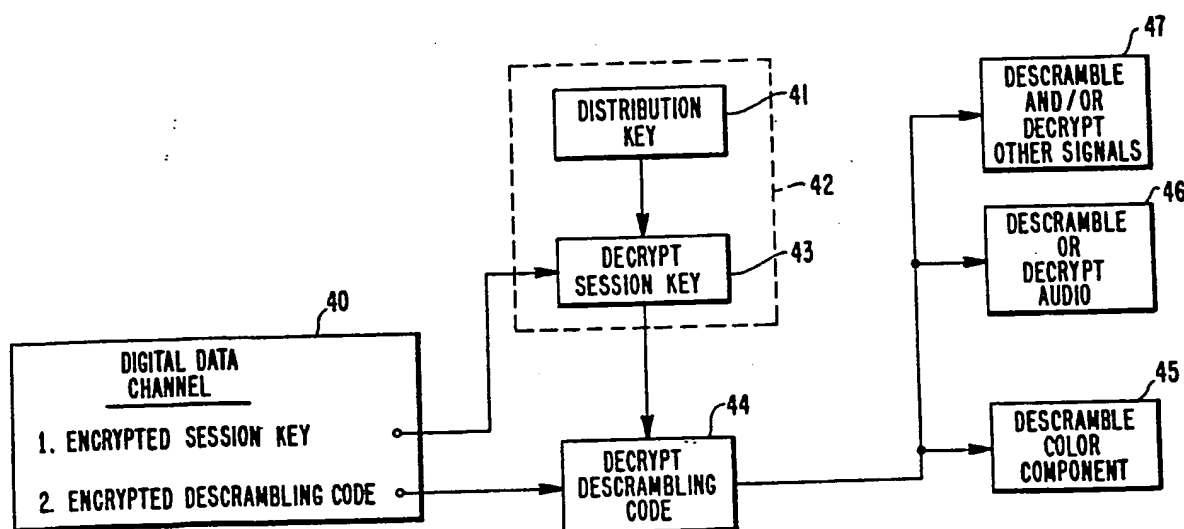 47
DESCRAMBLE
AND/OR
DECRYPT
OTHER SIGNALS
DISTRIBUTION
KEY
41
42
46
DESCRAMBLE
OR
DECRYPT
AUDIO
DECRYPT
SESSION KEY
43
40
DIGITAL DATA
CHANNEL
1. ENCRYPTED SESSION KEY
2. ENCRYPTED DESCRAMBLING CODE
44
DECRYPT
DESCRAMBLING
CODE
45
DESCRAMBLE
COLOR
COMPONENT